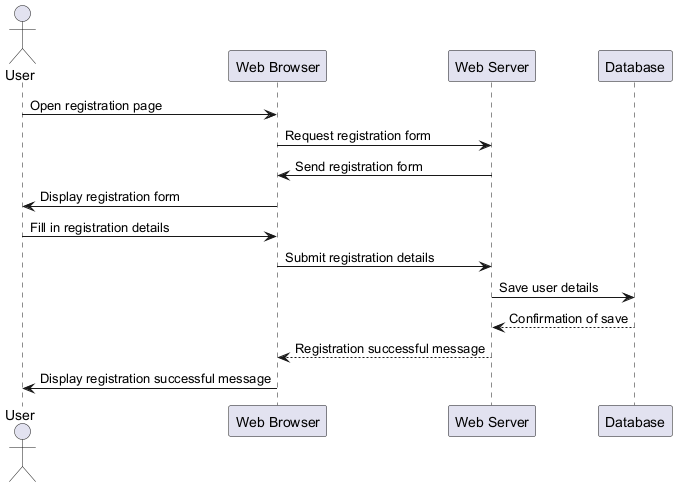 User
Web Browser
Web Server
Database
Open registration page
Request registration form
Send registration form
Display registration form
Fill in registration details
Submit registration details
Save user details
Confirmation of save
Registration successful message
Display registration successful message
User
Web Browser
Web Server
Database